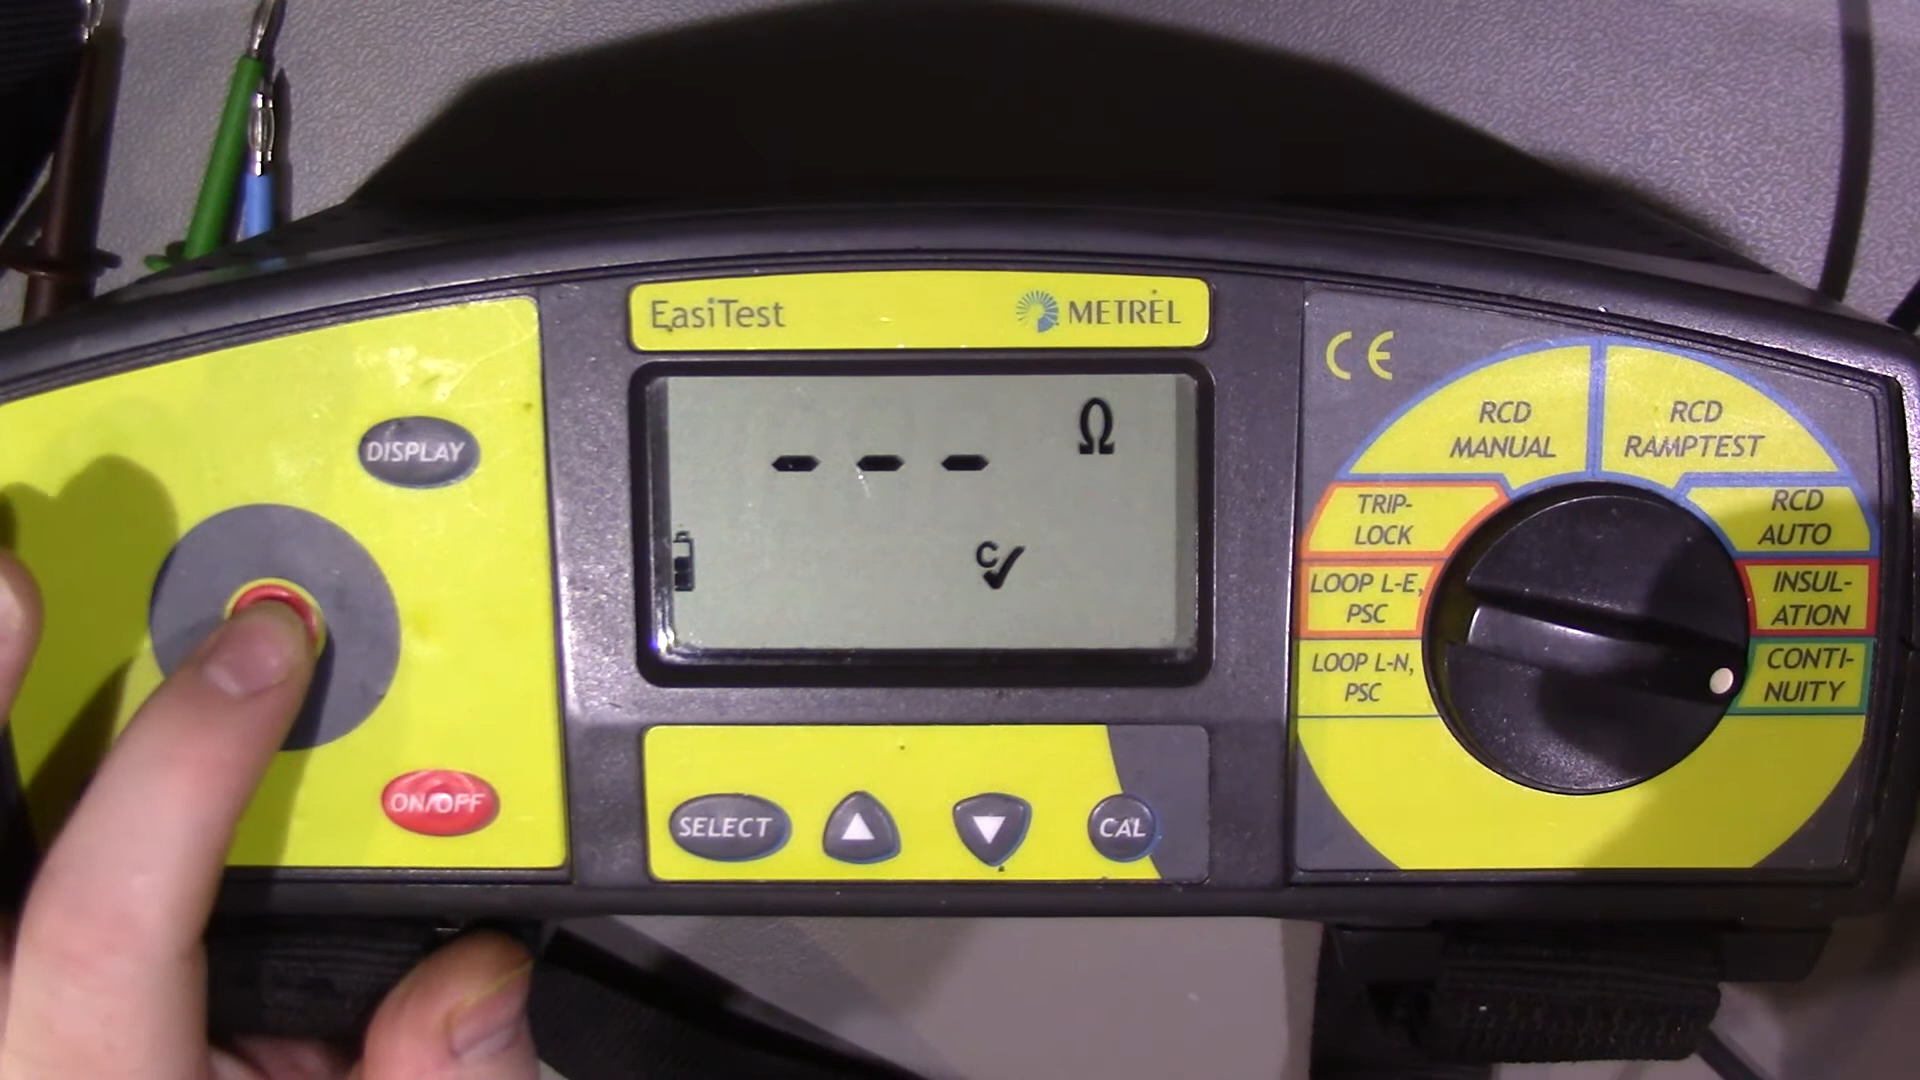 EasiTest
METREL
CE
DISPLAY
ON/OFF
- - - Ω
C✓
SELECT
▲
▼
CAL
RCD
MANUAL
RCD
RAMPTEST
TRIP-
LOCK
RCD
AUTO
LOOP L-E,
PSC
INSUL-
ATION
LOOP L-N,
PSC
CONTI-
NUITY